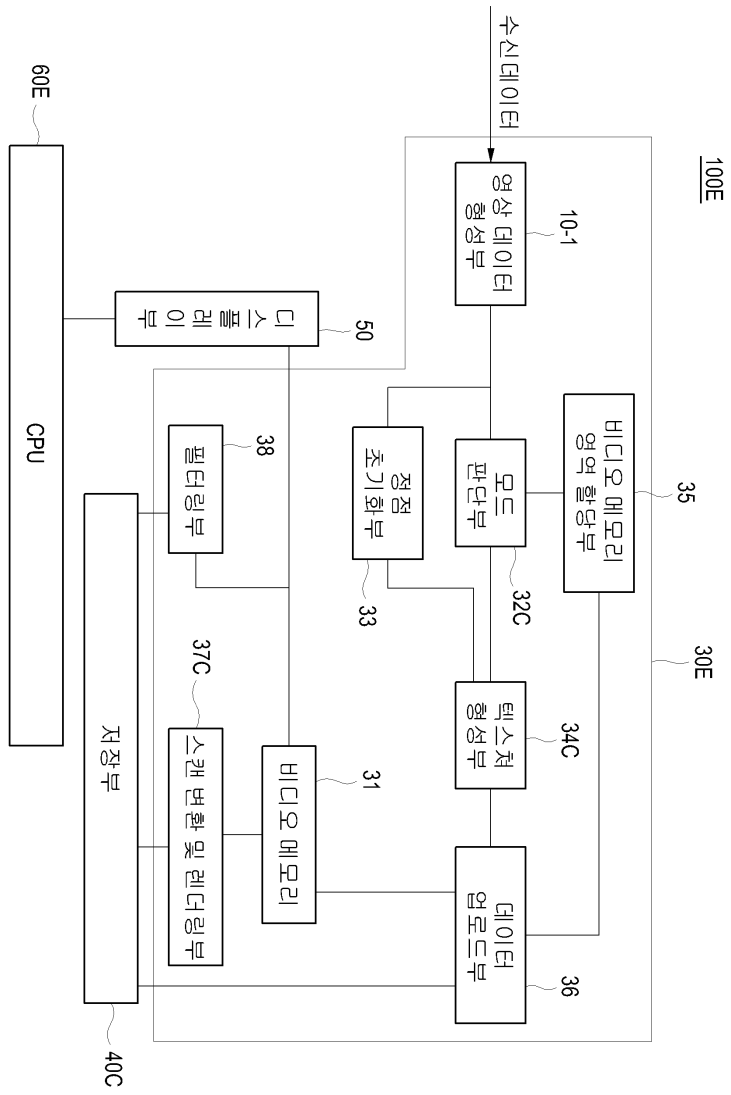 100E
수신데이터
영상 데이터
형성부
10-1
비디오 메모리
영역 할당부
35
모드
판단부
32C
정점
초기화부
33
30E
텍스쳐
형성부
34C
데이터
업로드부
36
디스플레이부
50
필터링부
38
비디오 메모리
31
스캔 변환 및 렌더링부
37C
저장부
40C
CPU
60E